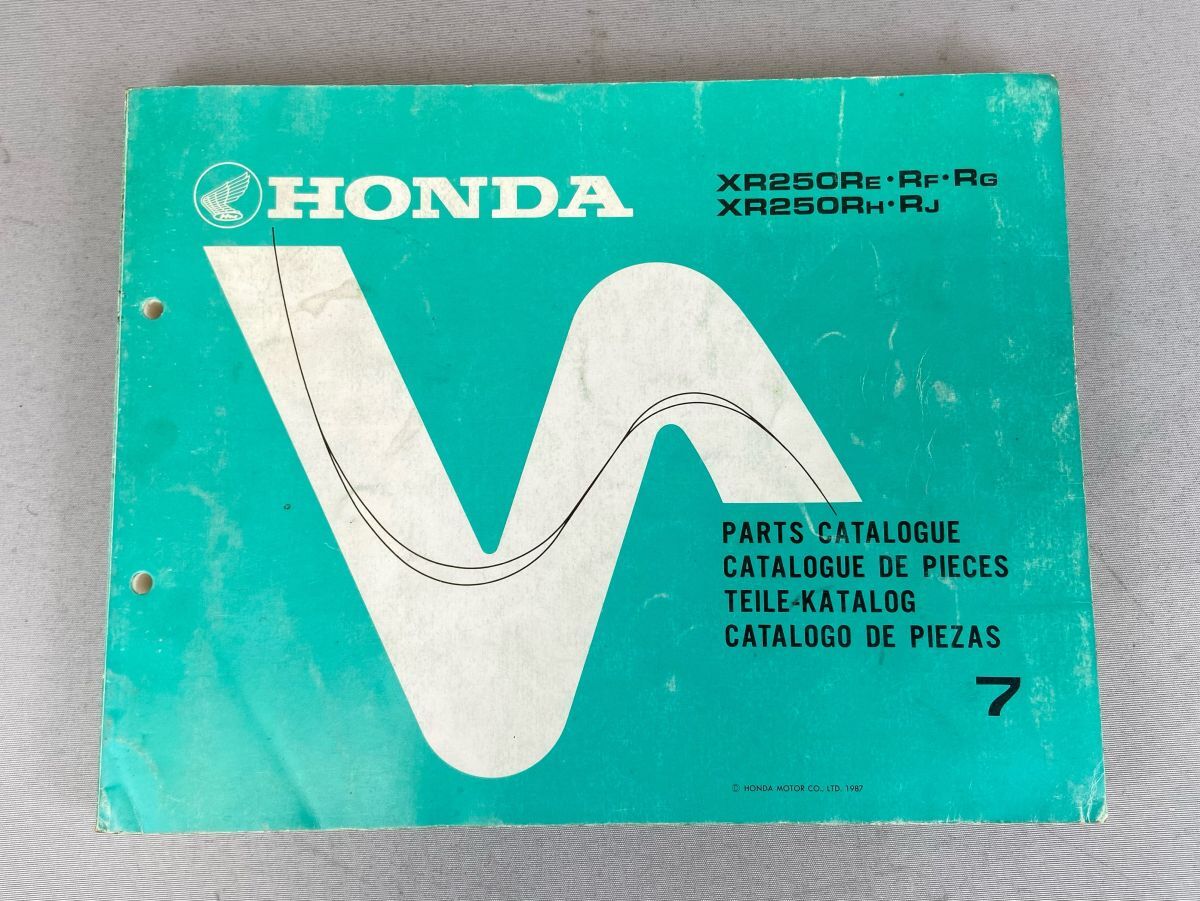 HONDA
XR250RE・RF・RG
XR250RH・RJ
PARTS CATALOGUE
CATALOGUE DE PIECES
TEILE-KATALOG
CATALOGO DE PIEZAS
7
© HONDA MOTOR CO., LTD. 1987